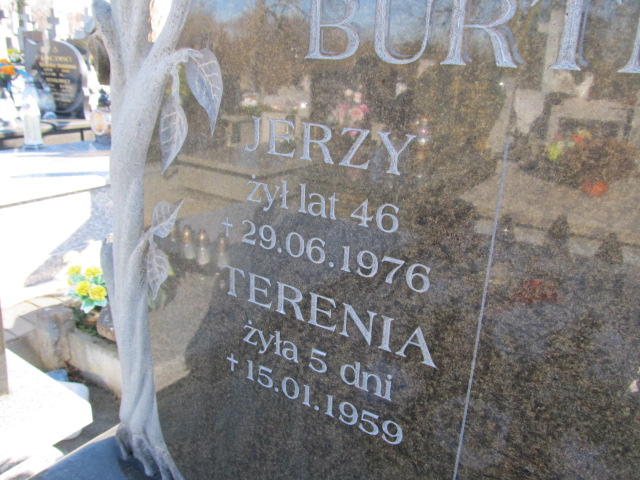 JERZY
żył lat 46
+ 29.06.1976
TERENIA
żyła 5 dni
+ 15.01.1959